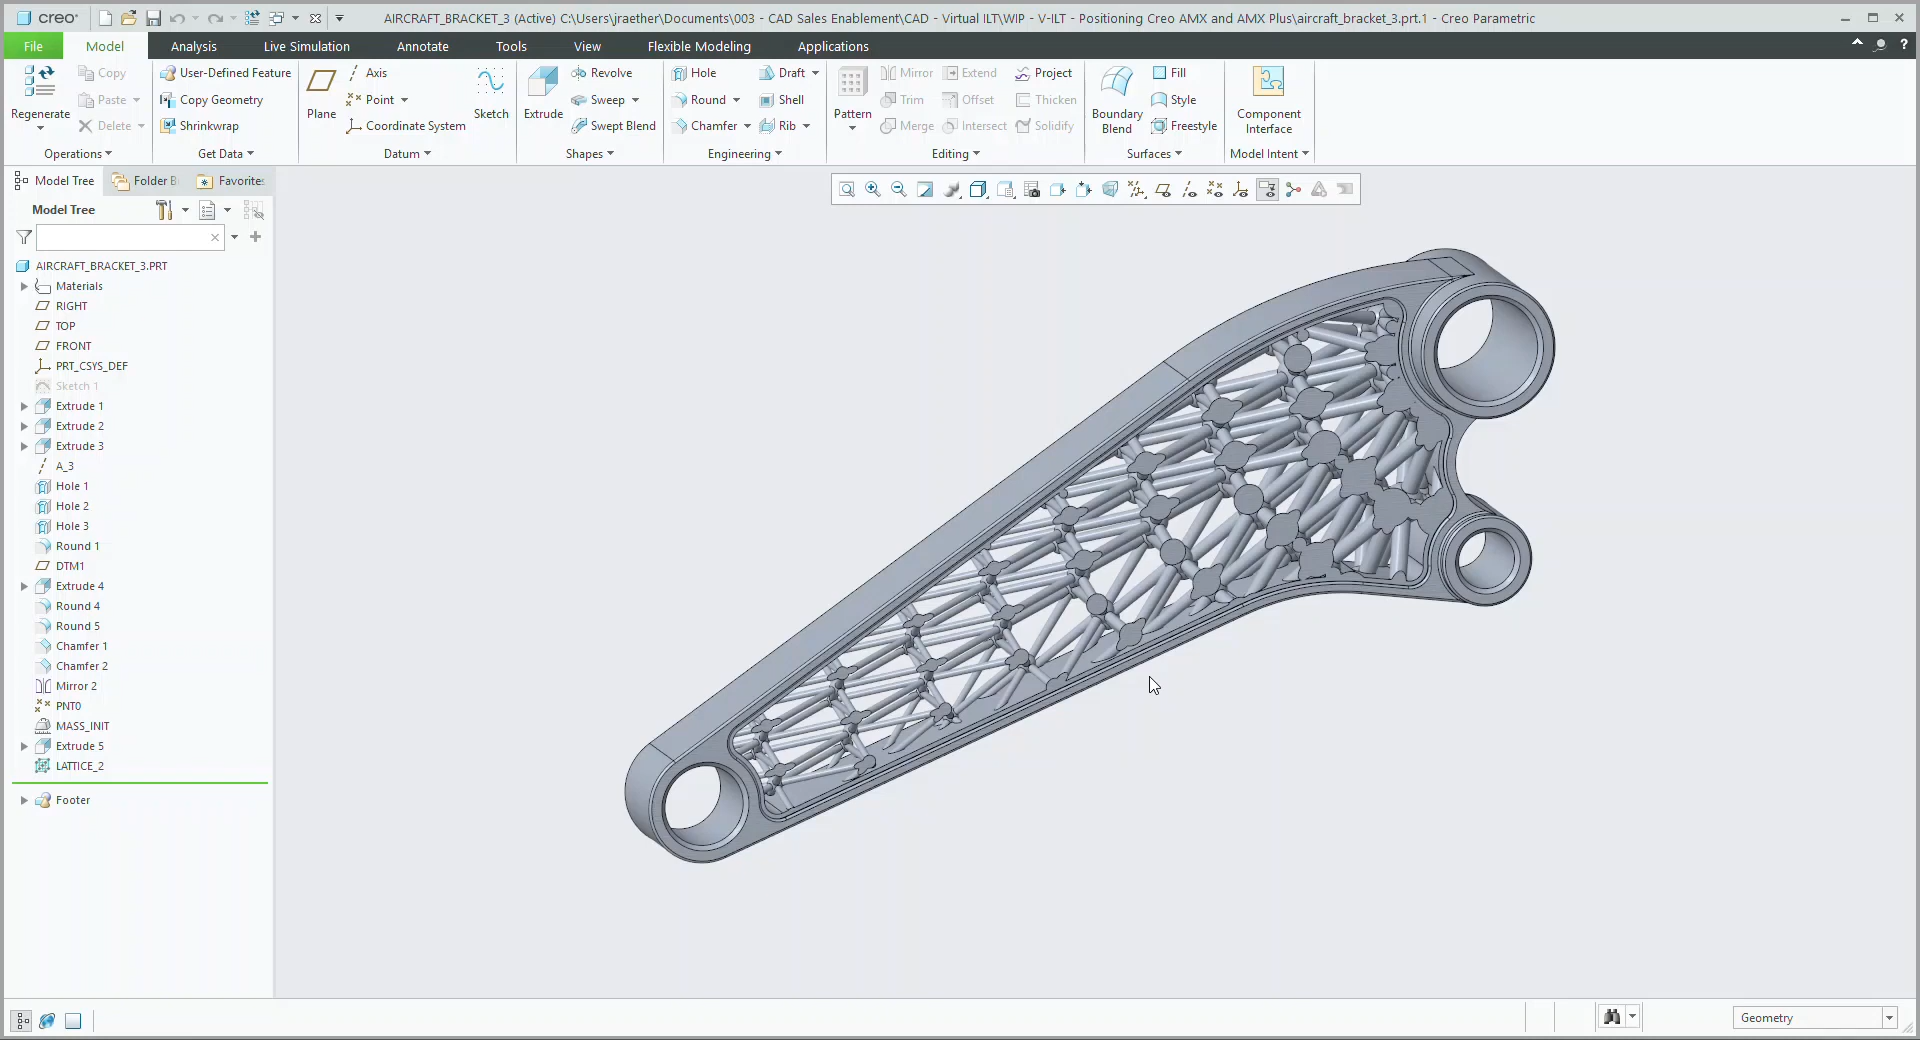 creo° AIRCRAFT_BRACKET_3 (Active) C:\Users\jraether\Documents\003 - CAD Sales Enablement\CAD - Virtual ILT\WIP - V-ILT - Positioning Creo AMX and AMX Plus\aircraft_bracket_3.prt.1 - Creo Parametric
File Model Analysis Live Simulation Annotate Tools View Flexible Modeling Applications
Regenerate
Copy
Paste
Delete
Operations
User-Defined Feature
Copy Geometry
Shrinkwrap
Get Data
Plane
Axis
Point
Coordinate System
Sketch
Datum
Extrude
Revolve
Sweep
Swept Blend
Shapes
Hole
Round
Chamfer
Draft
Shell
Rib
Engineering
Pattern
Mirror
Trim
Merge
Extend
Offset
Intersect
Project
Thicken
Solidify
Editing
Boundary
Blend
Fill
Style
Freestyle
Surfaces
Component
Interface
Model Intent
Model Tree Folder B Favorite
Model Tree
AIRCRAFT_BRACKET_3.PRT
Materials
RIGHT
TOP
FRONT
PRT_CSYS_DEF
Sketch 1
Extrude 1
Extrude 2
Extrude 3
A_3
Hole 1
Hole 2
Hole 3
Round 1
DTM1
Extrude 4
Round 4
Round 5
Chamfer 1
Chamfer 2
Mirror 2
PNT0
MASS_INIT
Extrude 5
LATTICE_2
Footer
Geometry